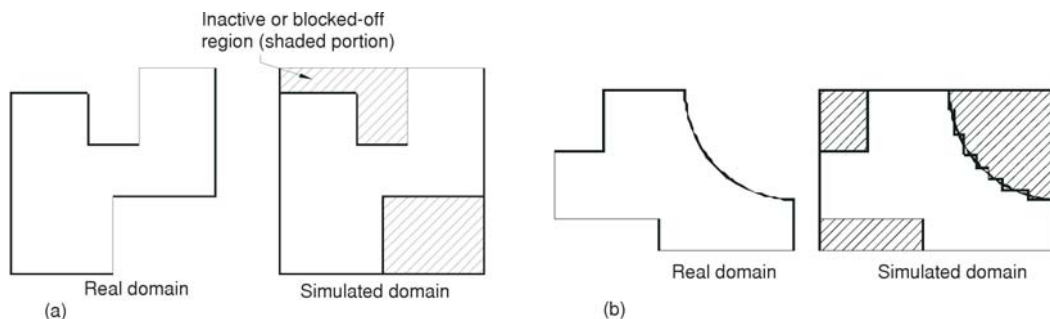 Inactive or blocked-off
region (shaded portion)
Real domain
Simulated domain
(a)
Real domain
Simulated domain
(b)